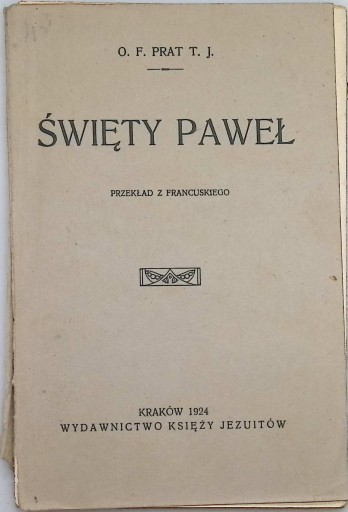 O. F. PRAT T. J.
ŚWIĘTY PAWEŁ
PRZEKŁAD Z FRANCUSKIEGO
KRAKÓW 1924
WYDAWNICTWO KSIĘŻY JEZUITÓW